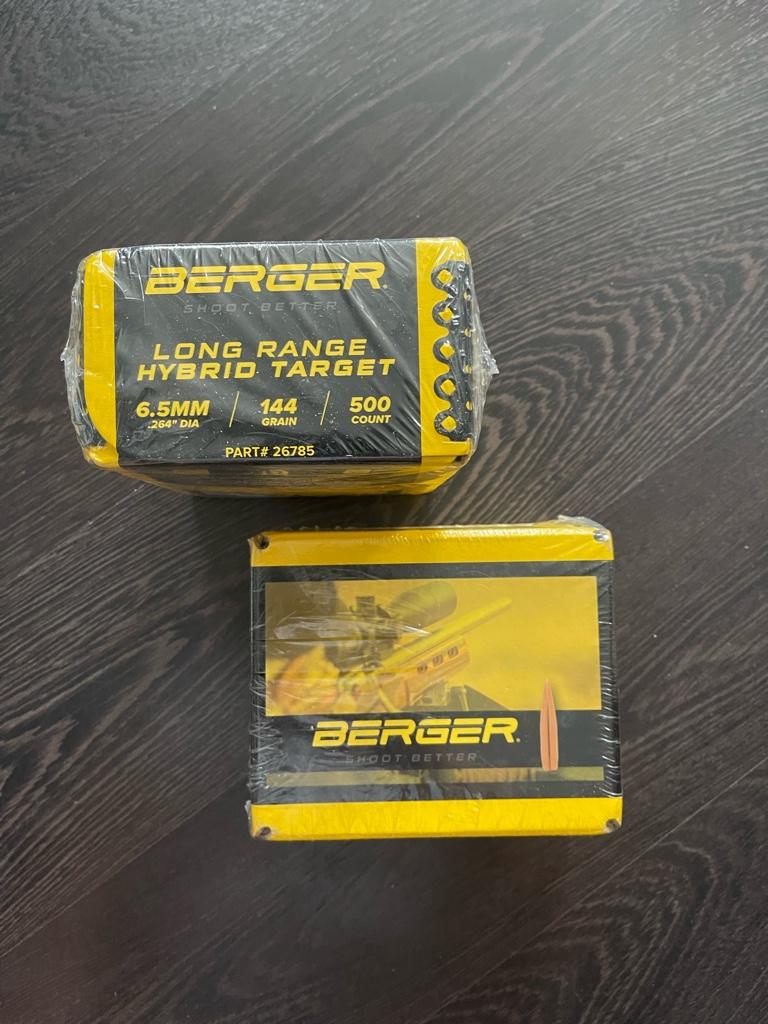 BERGER.
SHOOT BETTER
LONG RANGE
HYBRID TARGET
6.5MM 144 500
.264" DIA GRAIN COUNT
PART# 26785
BERGER.
SHOOT BETTER